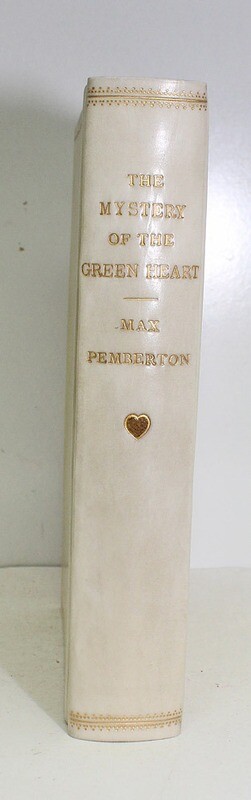 THE
MYSTERY
OF THE
GREEN HEART
MAX
PEMBERTON